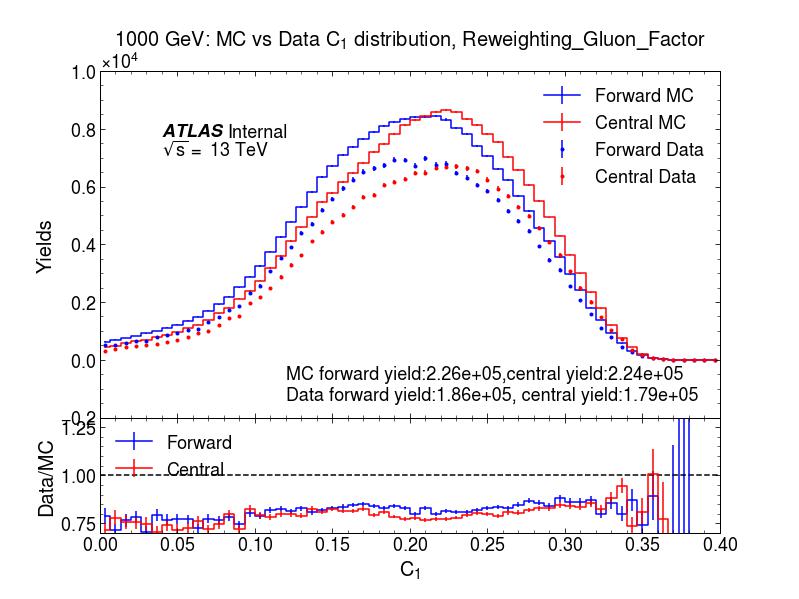 1000 GeV: MC vs Data C₁ distribution, Reweighting_Gluon_Factor
×10⁴
1.0
ATLAS Internal
√s = 13 TeV
Forward MC
Central MC
Forward Data
Central Data
0.8
0.6
0.4
0.2
0.0
Yields
MC forward yield:2.26e+05,central yield:2.24e+05
Data forward yield:1.86e+05, central yield:1.79e+05
0.2
1.25
1.00
0.75
Data/MC
Forward
Central
0.00 0.05 0.10 0.15 0.20 0.25 0.30 0.35 0.40
C₁